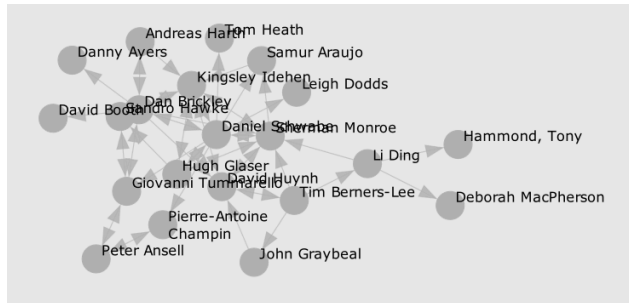 Andreas Harth
Tom Heath
Danny Ayers
Samur Araujo
Kingsley Idehen
Leigh Dodds
Dan Brickley
David Booth
Sandro Hawke
Daniel Schwabe
Sherman Monroe
Hammond, Tony
Li Ding
Hugh Glaser
David Huynh
Giovanni Tummarello
Tim Berners-Lee
Deborah MacPherson
Pierre-Antoine
Champin
Peter Ansell
John Graybeal